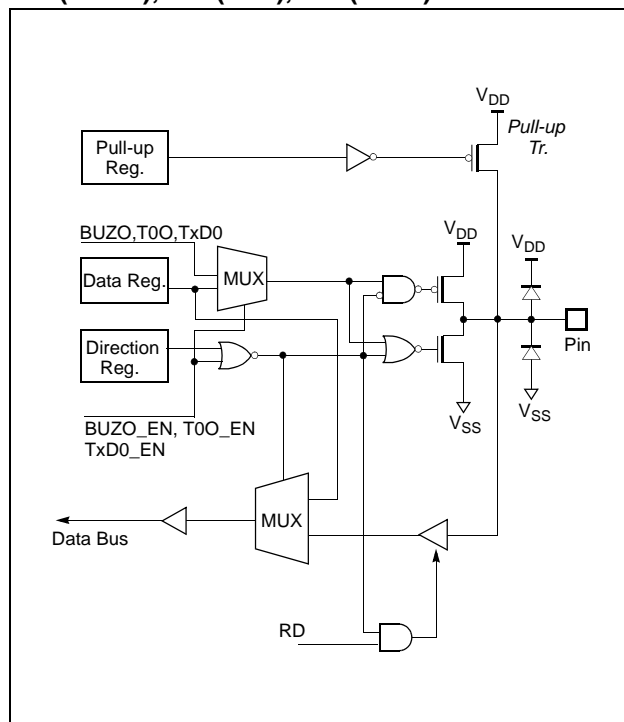 VDD
Pull-up
Tr.
Pull-up
Reg.
BUZO,T0O,TxD0
VDD
VDD
MUX
Data Reg.
Direction
Reg.
Pin
VSS
VSS
BUZO_EN, T0O_EN
TxD0_EN
MUX
Data Bus
RD